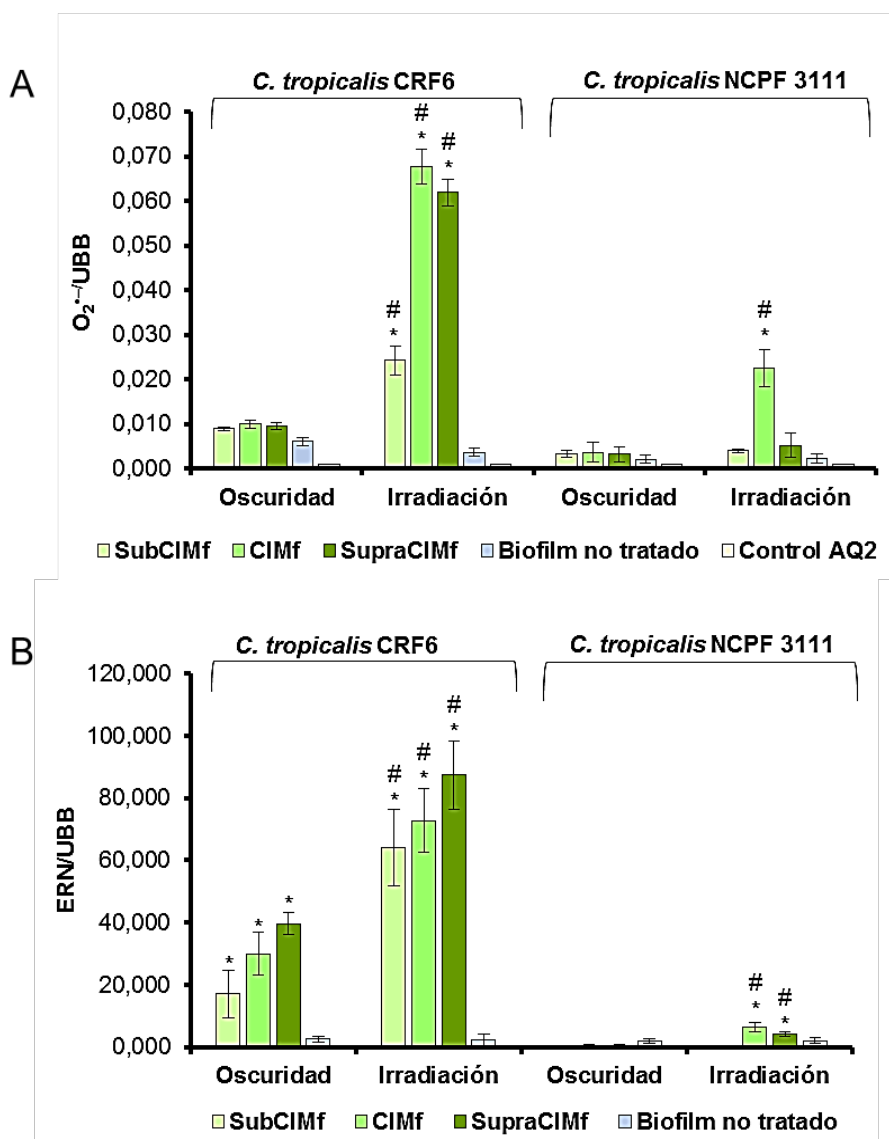 A
C. tropicalis CRF6
C. tropicalis NCPF 3111
0,080
0,070
0,060
0,050
0,040
0,030
0,020
0,010
0,000
O₂•–/UBB
# # # #
* * * *
Oscuridad Irradiación Oscuridad Irradiación
SubCIMf CIMf SupraCIMf Biofilm no tratado Control AQ2
B
C. tropicalis CRF6
C. tropicalis NCPF 3111
120,000
100,000
80,000
60,000
40,000
20,000
0,000
ERN/UBB
* * *
# # # # #
* * * * *
Oscuridad Irradiación Oscuridad Irradiación
SubCIMf CIMf SupraCIMf Biofilm no tratado